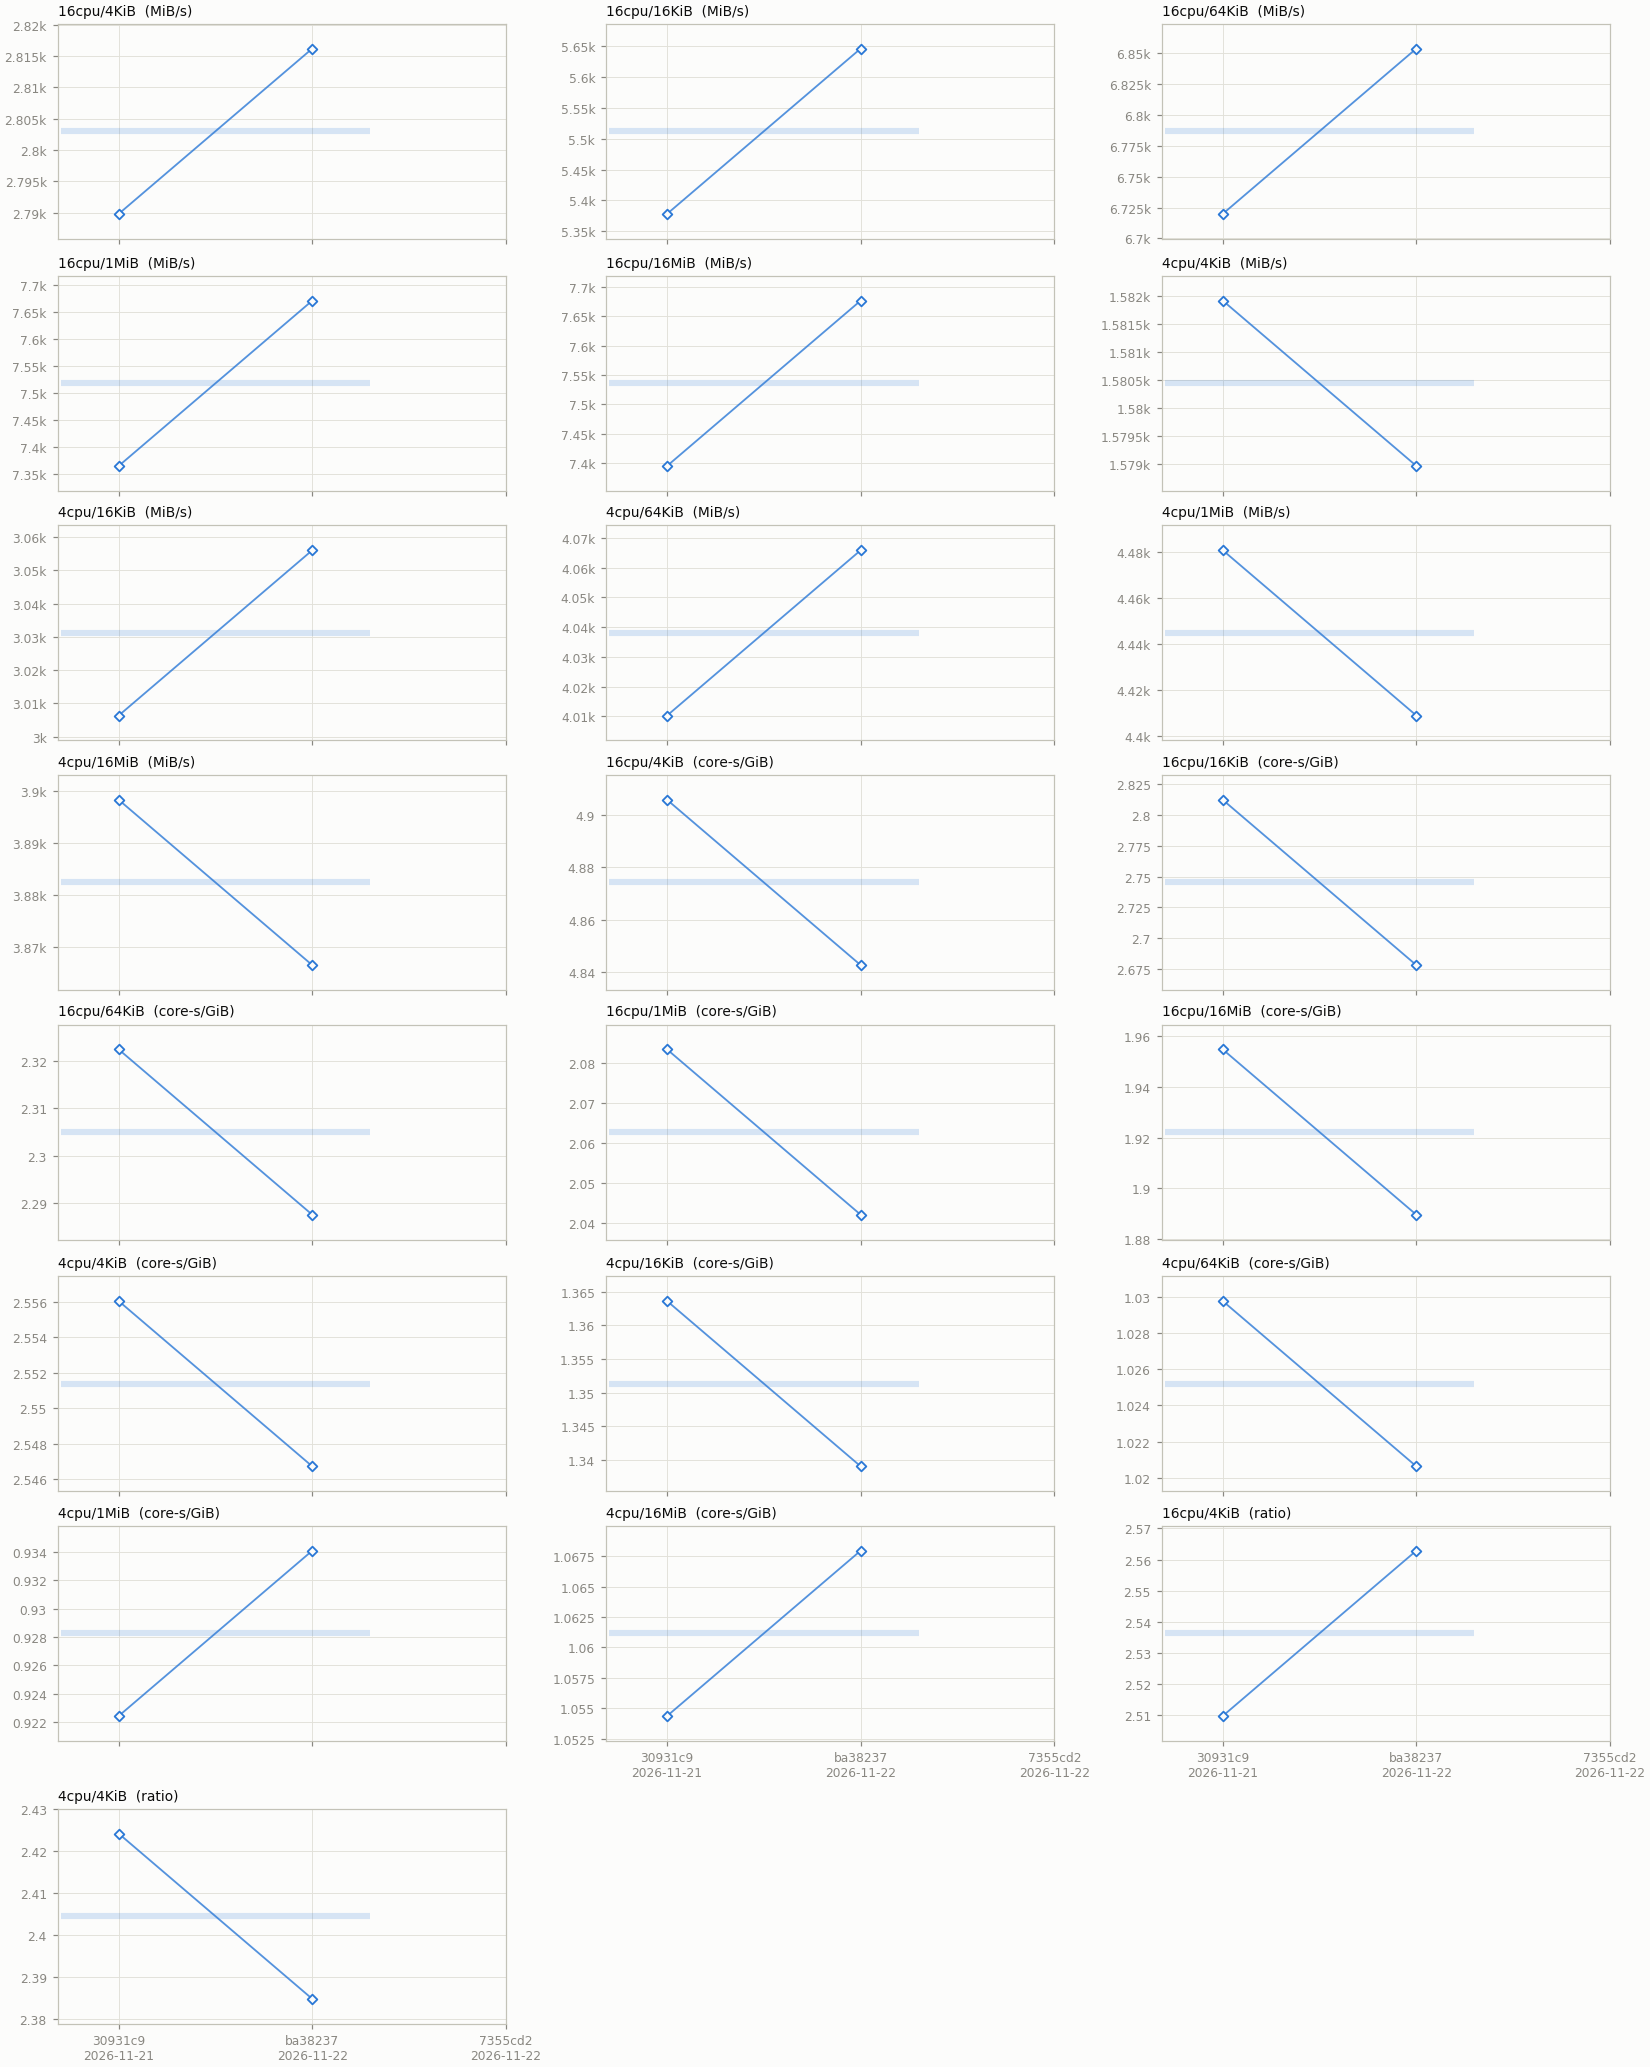 16cpu/4KiB (MiB/s)
2.82k
2.815k
2.81k
2.805k
2.8k
2.795k
2.79k
16cpu/16KiB (MiB/s)
5.65k
5.6k
5.55k
5.5k
5.45k
5.4k
5.35k
16cpu/64KiB (MiB/s)
6.85k
6.825k
6.8k
6.775k
6.75k
6.725k
6.7k
16cpu/1MiB (MiB/s)
7.7k
7.65k
7.6k
7.55k
7.5k
7.45k
7.4k
7.35k
16cpu/16MiB (MiB/s)
7.7k
7.65k
7.6k
7.55k
7.5k
7.45k
7.4k
4cpu/4KiB (MiB/s)
1.582k
1.5815k
1.581k
1.5805k
1.58k
1.5795k
1.579k
4cpu/16KiB (MiB/s)
3.06k
3.05k
3.04k
3.03k
3.02k
3.01k
3k
4cpu/64KiB (MiB/s)
4.07k
4.06k
4.05k
4.04k
4.03k
4.02k
4.01k
4cpu/1MiB (MiB/s)
4.48k
4.46k
4.44k
4.42k
4.4k
4cpu/16MiB (MiB/s)
3.9k
3.89k
3.88k
3.87k
16cpu/4KiB (core-s/GiB)
4.9
4.88
4.86
4.84
16cpu/16KiB (core-s/GiB)
2.825
2.8
2.775
2.75
2.725
2.7
2.675
16cpu/64KiB (core-s/GiB)
2.32
2.31
2.3
2.29
16cpu/1MiB (core-s/GiB)
2.08
2.07
2.06
2.05
2.04
16cpu/16MiB (core-s/GiB)
1.96
1.94
1.92
1.9
1.88
4cpu/4KiB (core-s/GiB)
2.556
2.554
2.552
2.55
2.548
2.546
4cpu/16KiB (core-s/GiB)
1.365
1.36
1.355
1.35
1.345
1.34
4cpu/64KiB (core-s/GiB)
1.03
1.028
1.026
1.024
1.022
1.02
4cpu/1MiB (core-s/GiB)
0.934
0.932
0.93
0.928
0.926
0.924
0.922
4cpu/16MiB (core-s/GiB)
1.0675
1.065
1.0625
1.06
1.0575
1.055
1.0525
30931c9
2026-11-21
ba38237
2026-11-22
7355cd2
2026-11-22
16cpu/4KiB (ratio)
2.57
2.56
2.55
2.54
2.53
2.52
2.51
30931c9
2026-11-21
ba38237
2026-11-22
7355cd2
2026-11-22
4cpu/4KiB (ratio)
2.43
2.42
2.41
2.4
2.39
2.38
30931c9
2026-11-21
ba38237
2026-11-22
7355cd2
2026-11-22